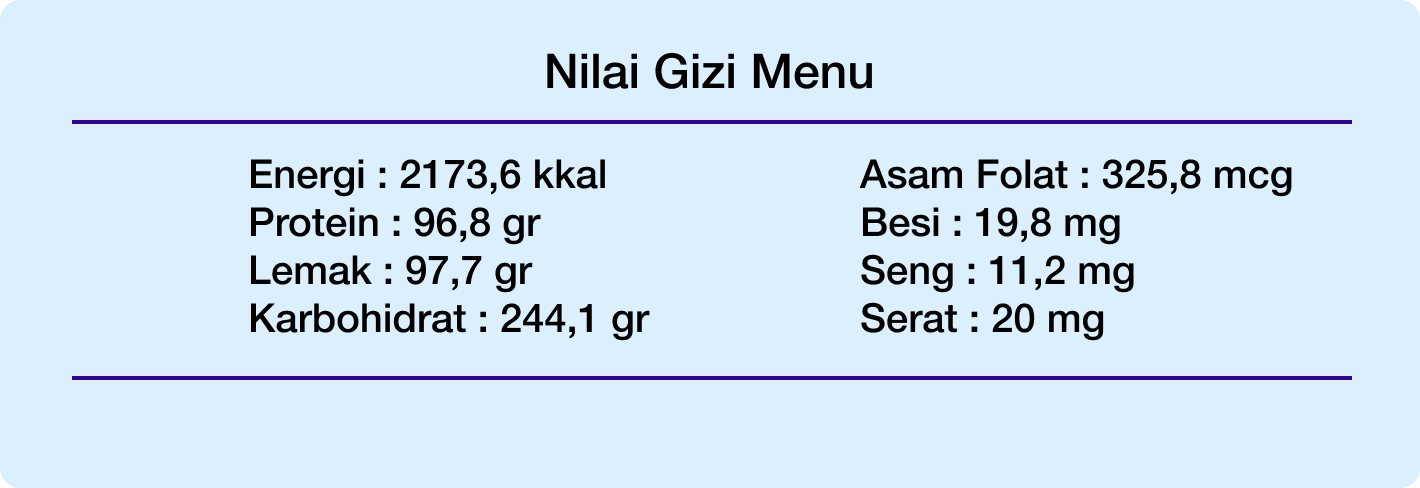 Nilai Gizi Menu
Energi : 2173,6 kkal
Protein : 96,8 gr
Lemak : 97,7 gr
Karbohidrat : 244,1 gr
Asam Folat : 325,8 mcg
Besi : 19,8 mg
Seng : 11,2 mg
Serat : 20 mg